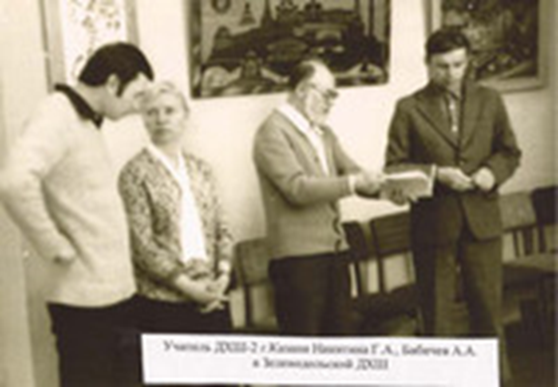 Учитель ДХШ-2 г.Казани Никитина Г.А., Бабичев А.А.
в Зеленодольской ДХШ